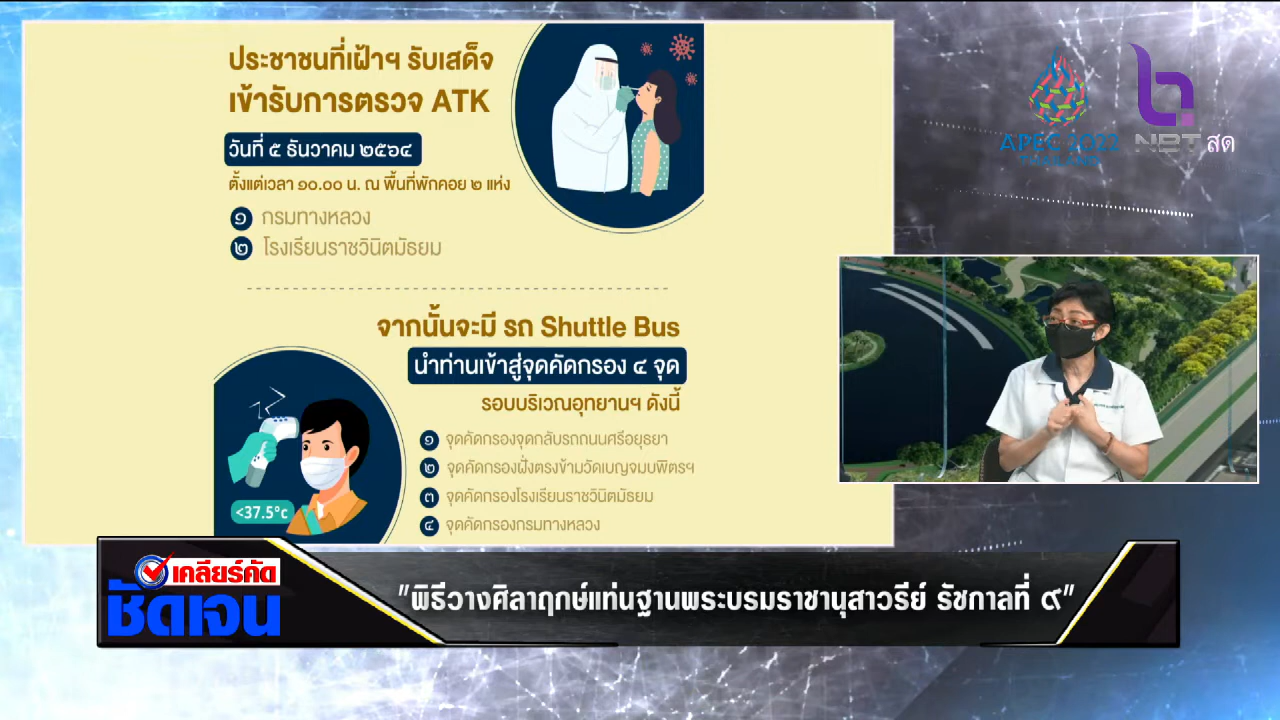 ประชาชนที่เฝ้าฯ รับเสด็จ
เข้ารับการตรวจ ATK
วันที่ ๕ ธันวาคม ๒๕๖๔
ตั้งแต่เวลา ๑๐.๐๐ น. ณ พื้นที่พักคอย ๒ แห่ง
๑ กรมทางหลวง
๒ โรงเรียนราชวินิตมัธยม
จากนั้นจะมี รถ Shuttle Bus
นำท่านเข้าสู่จุดคัดกรอง ๔ จุด
รอบบริเวณอุทยานฯ ดังนี้
๑ จุดคัดกรองจุดกลับรถถนนศรีอยุธยา
๒ จุดคัดกรองฝั่งตรงข้ามวัดเบญจมบพิตรฯ
๓ จุดคัดกรองโรงเรียนราชวินิตมัธยม
๔ จุดคัดกรองกรมทางหลวง
<37.5°c
APEC 2022
THAILAND
NBT สด
เคลียร์คัด
ชัดเจน
"พิธีวางศิลาฤกษ์แท่นฐานพระบรมราชานุสาวรีย์ รัชกาลที่ ๙"